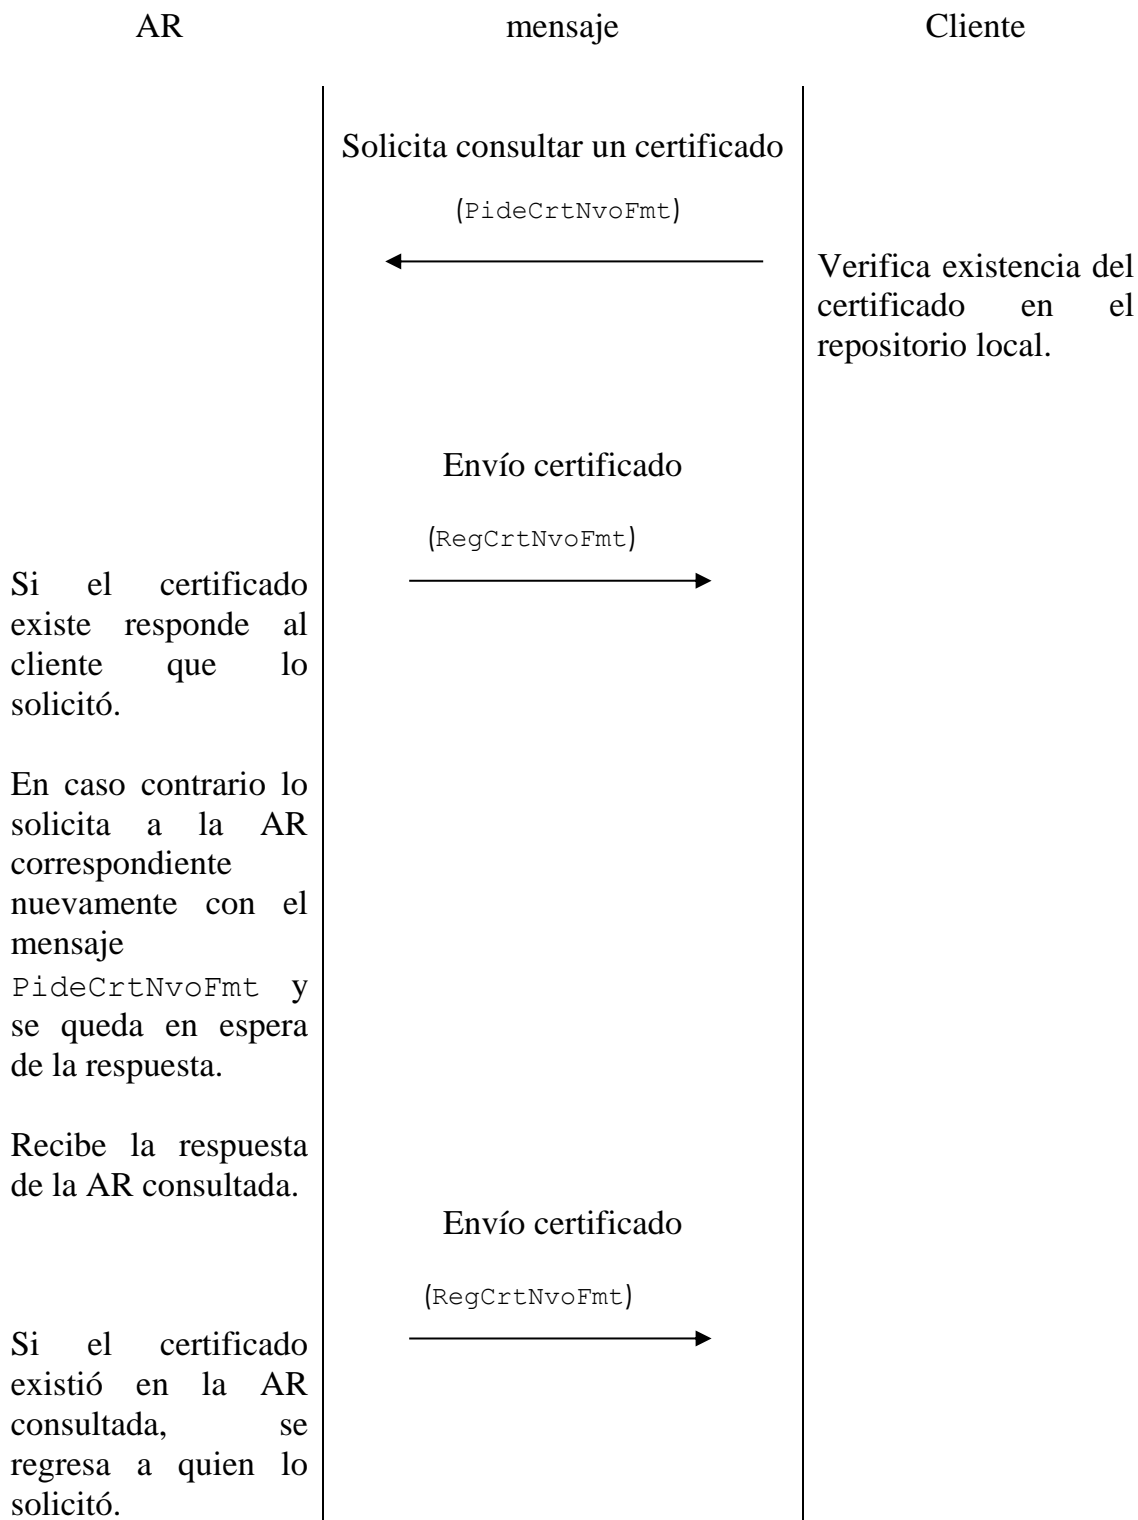 AR mensaje Cliente
Solicita consultar un certificado
(PideCrtNvoFmt)
Verifica existencia del
certificado en el
repositorio local.
Envío certificado
(RegCrtNvoFmt)
Si el certificado
existe responde al
cliente que lo
solicitó.
En caso contrario lo
solicita a la AR
correspondiente
nuevamente con el
mensaje
PideCrtNvoFmt y
se queda en espera
de la respuesta.
Recibe la respuesta
de la AR consultada.
Envío certificado
(RegCrtNvoFmt)
Si el certificado
existió en la AR
consultada, se
regresa a quien lo
solicitó.